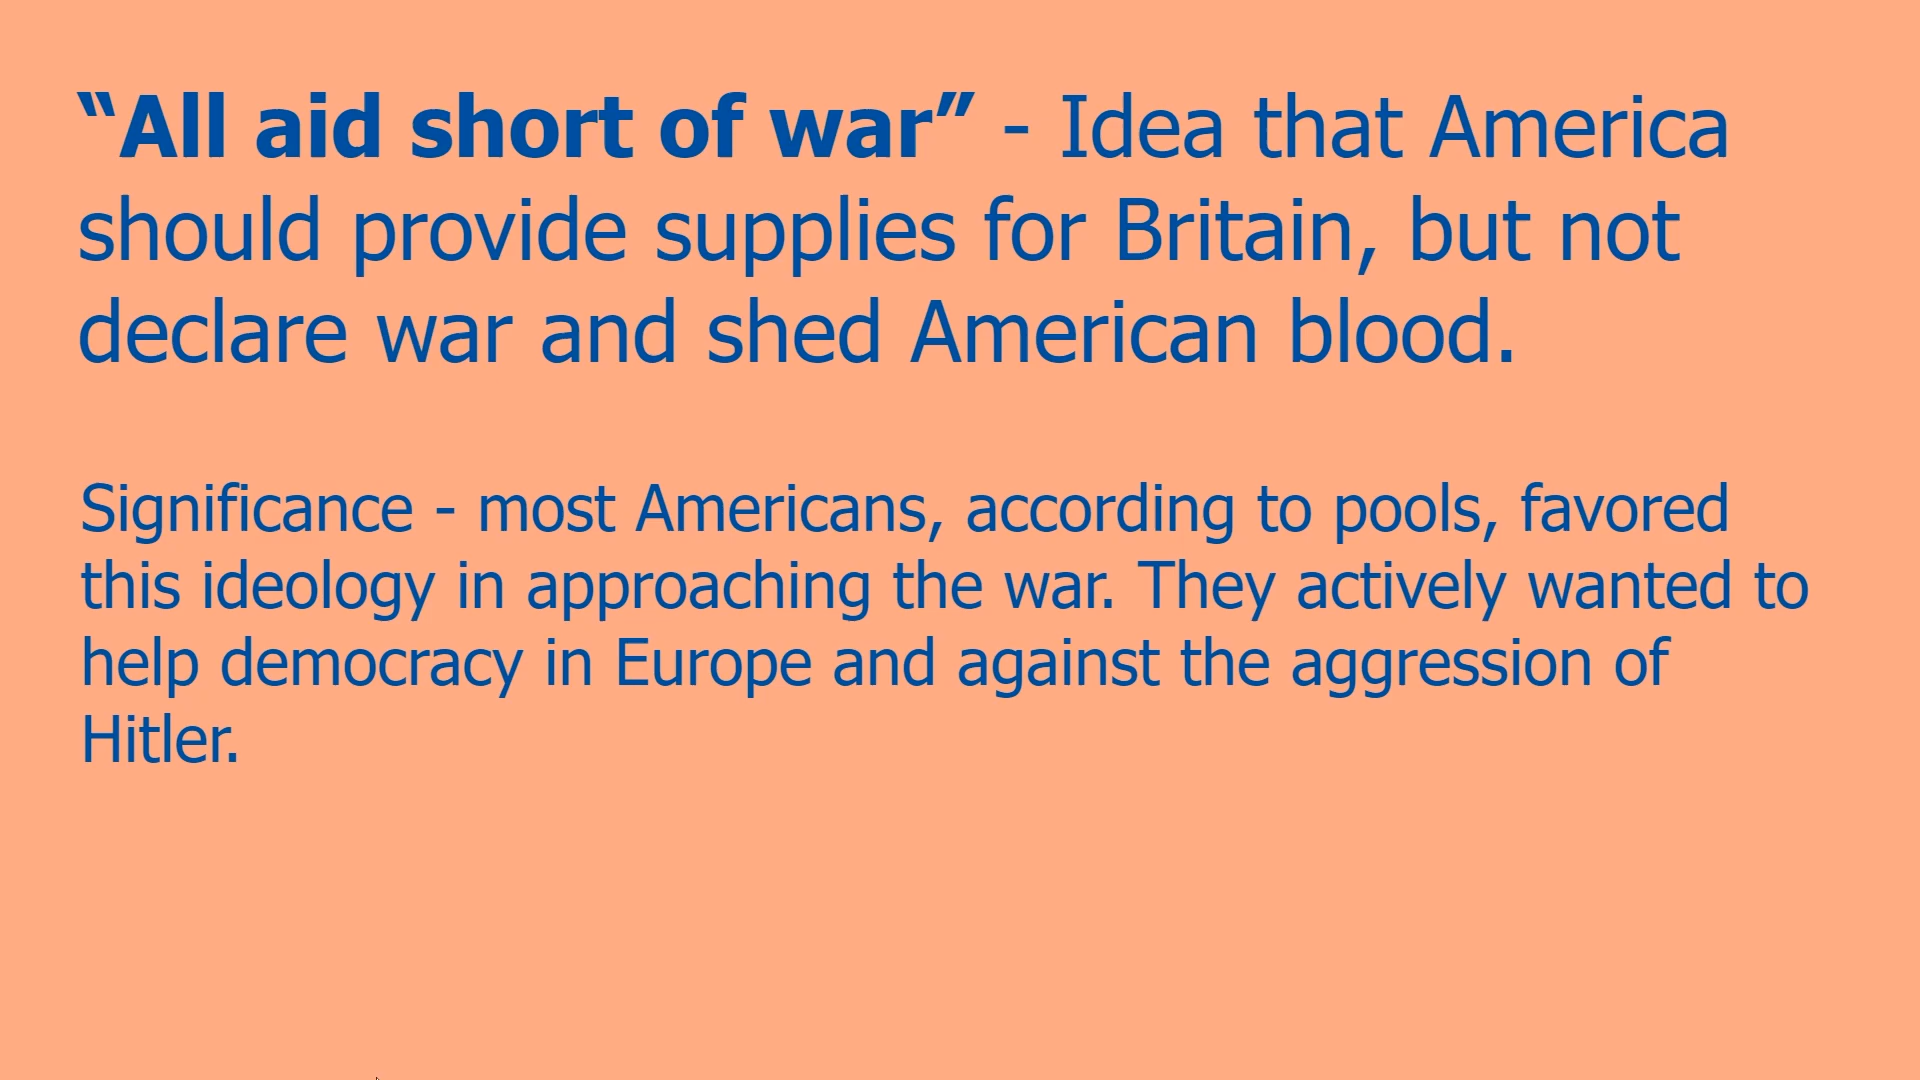 “All aid short of war” - Idea that America
should provide supplies for Britain, but not
declare war and shed American blood.
Significance - most Americans, according to pools, favored
this ideology in approaching the war. They actively wanted to
help democracy in Europe and against the aggression of
Hitler.